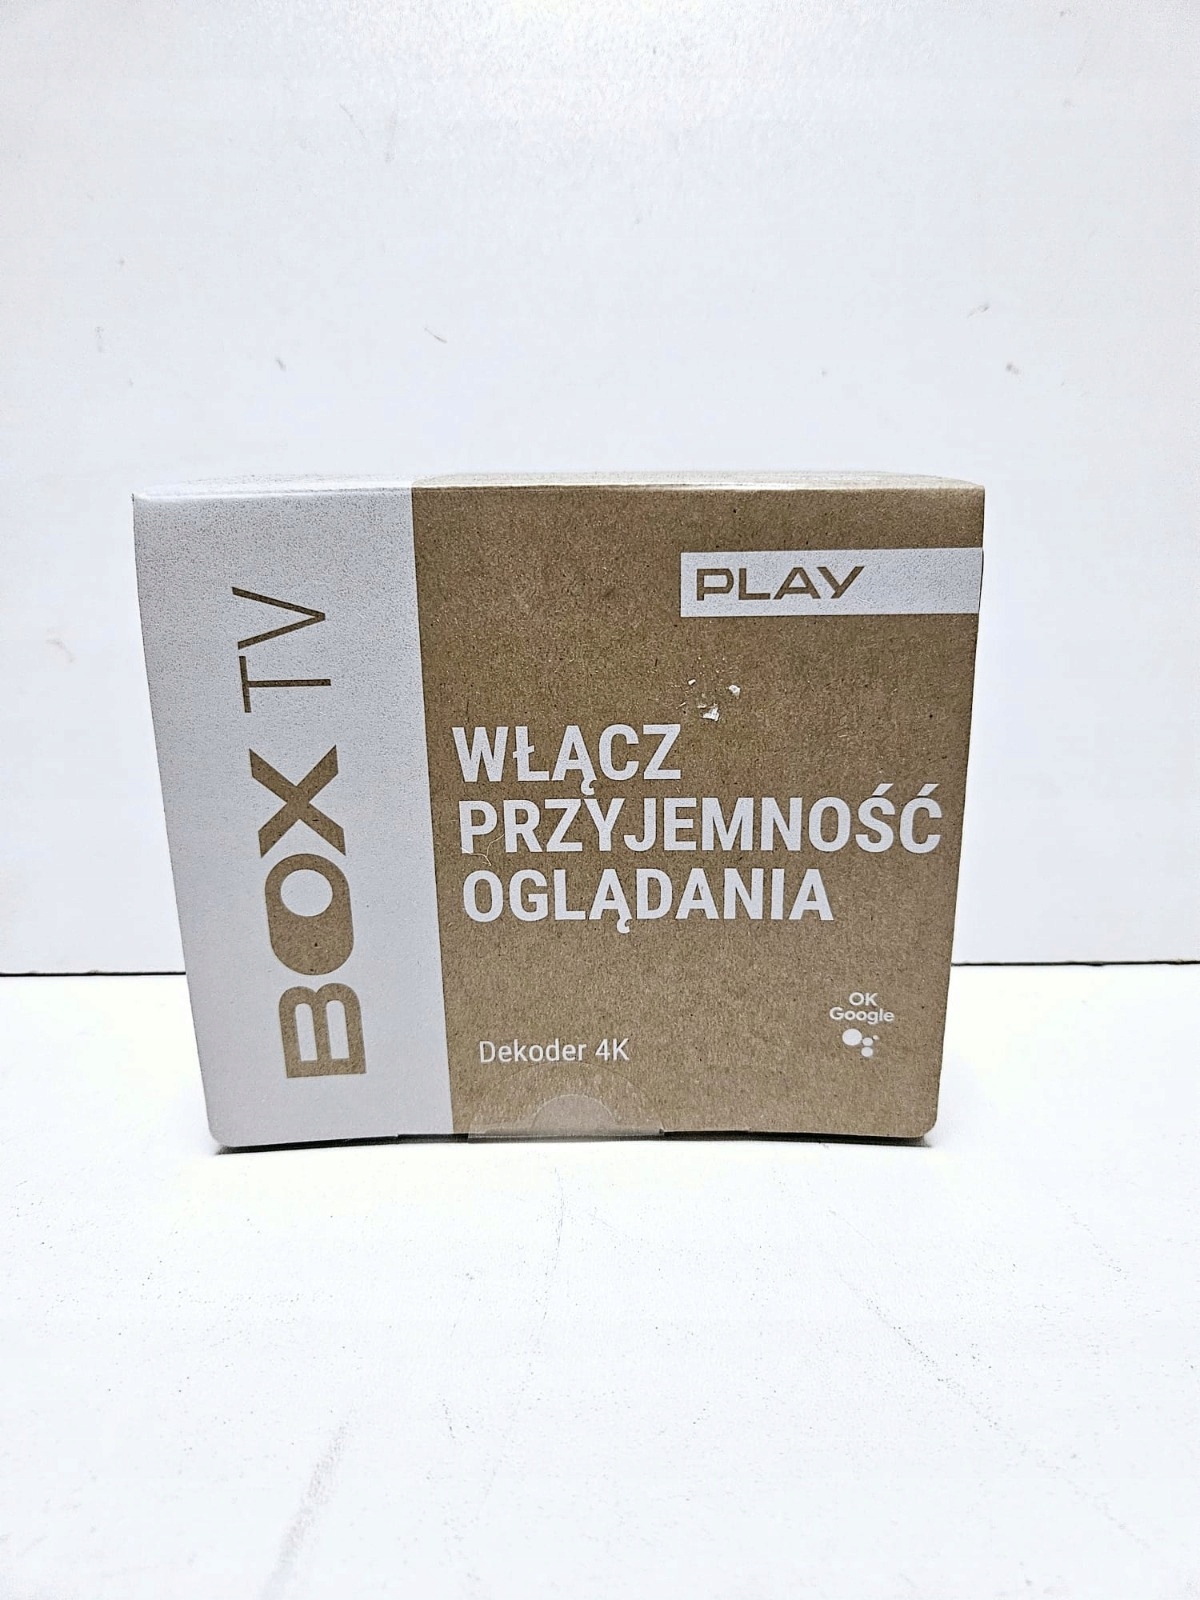 BOX TV
PLAY
WŁĄCZ
PRZYJEMNOŚĆ
OGLĄDANIA
OK
Google
Dekoder 4K